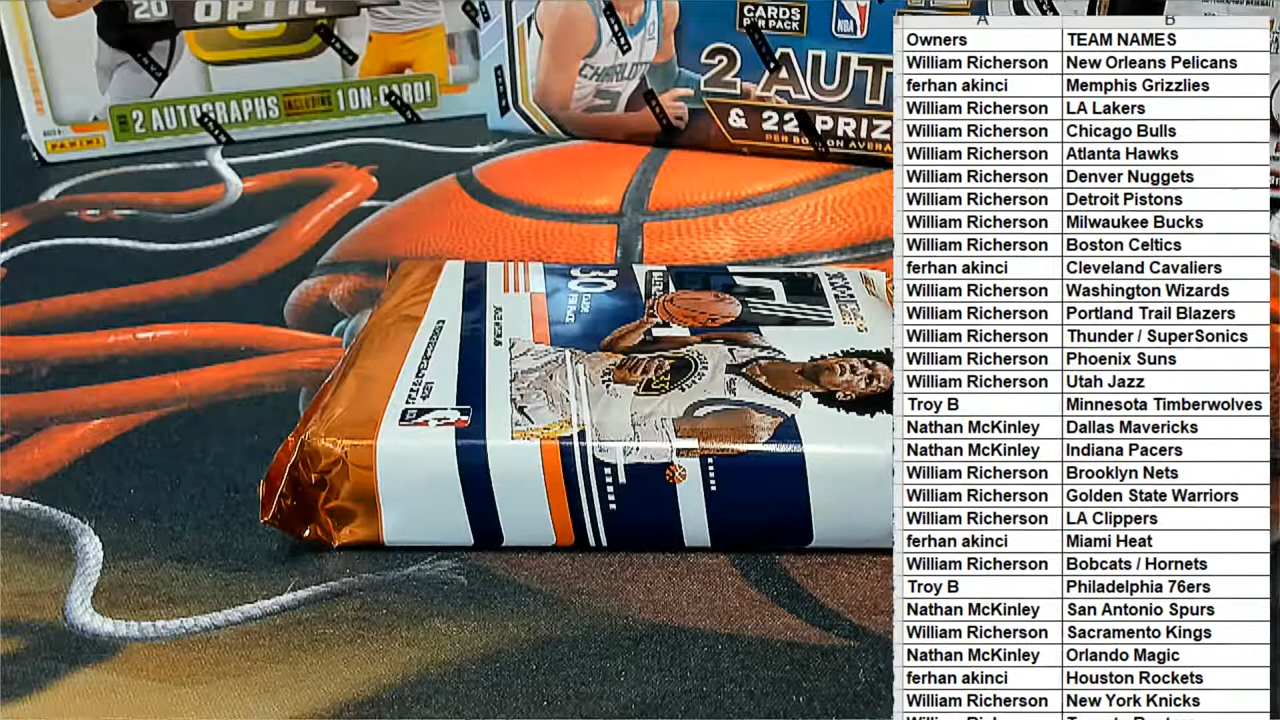 20 OPTIC
2 AUTOGRAPHS INCLUDING 1 ON-CARD!
PANINI
CARDS
PER PACK
NBA
2 AUT
& 22 PRIZ
PER BOX ON AVERA
CHARLOT
30
A B
Owners TEAM NAMES
William Richerson New Orleans Pelicans
ferhan akinci Memphis Grizzlies
William Richerson LA Lakers
William Richerson Chicago Bulls
William Richerson Atlanta Hawks
William Richerson Denver Nuggets
William Richerson Detroit Pistons
William Richerson Milwaukee Bucks
William Richerson Boston Celtics
ferhan akinci Cleveland Cavaliers
William Richerson Washington Wizards
William Richerson Portland Trail Blazers
William Richerson Thunder / SuperSonics
William Richerson Phoenix Suns
William Richerson Utah Jazz
Troy B Minnesota Timberwolves
Nathan McKinley Dallas Mavericks
Nathan McKinley Indiana Pacers
William Richerson Brooklyn Nets
William Richerson Golden State Warriors
William Richerson LA Clippers
ferhan akinci Miami Heat
William Richerson Bobcats / Hornets
Troy B Philadelphia 76ers
Nathan McKinley San Antonio Spurs
William Richerson Sacramento Kings
Nathan McKinley Orlando Magic
ferhan akinci Houston Rockets
William Richerson New York Knicks